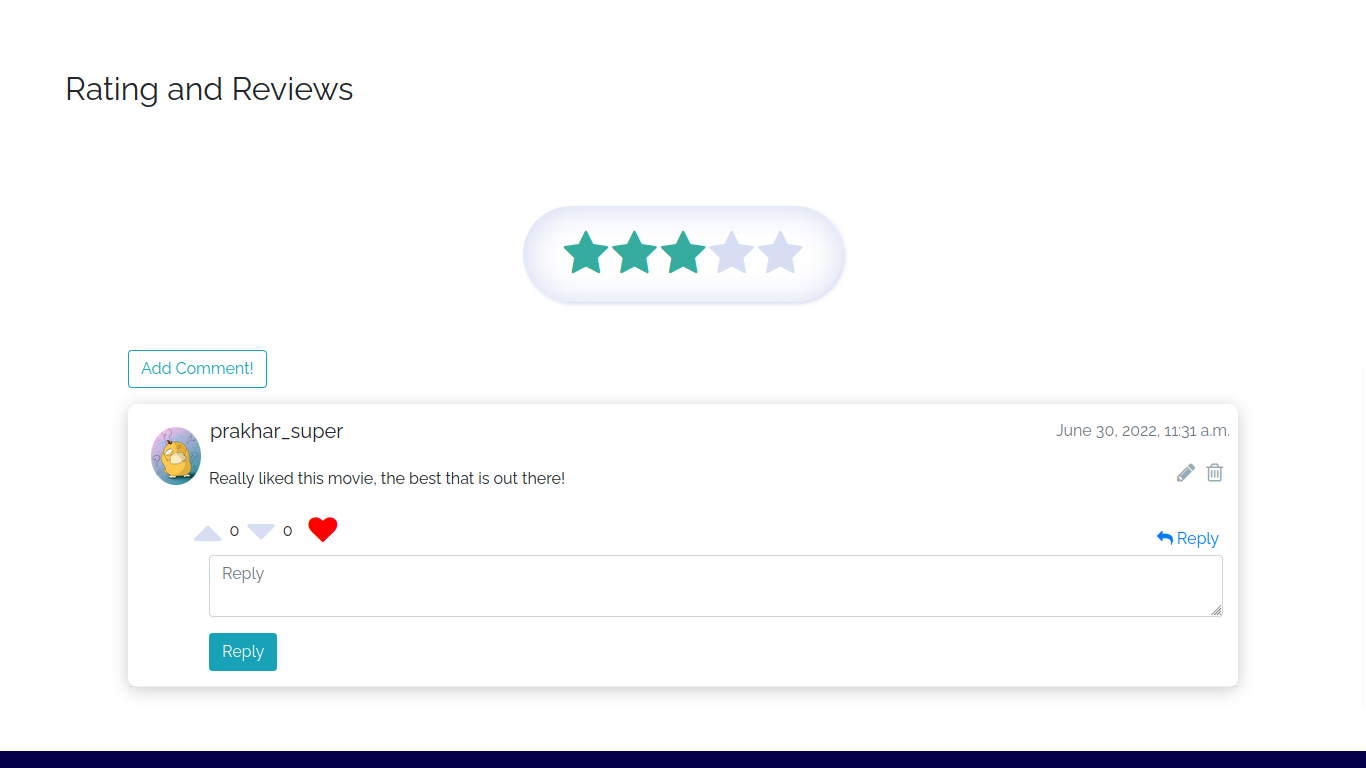 Rating and Reviews
Add Comment!
prakhar_super
June 30, 2022, 11:31 a.m.
Really liked this movie, the best that is out there!
0 0
Reply
Reply
Reply